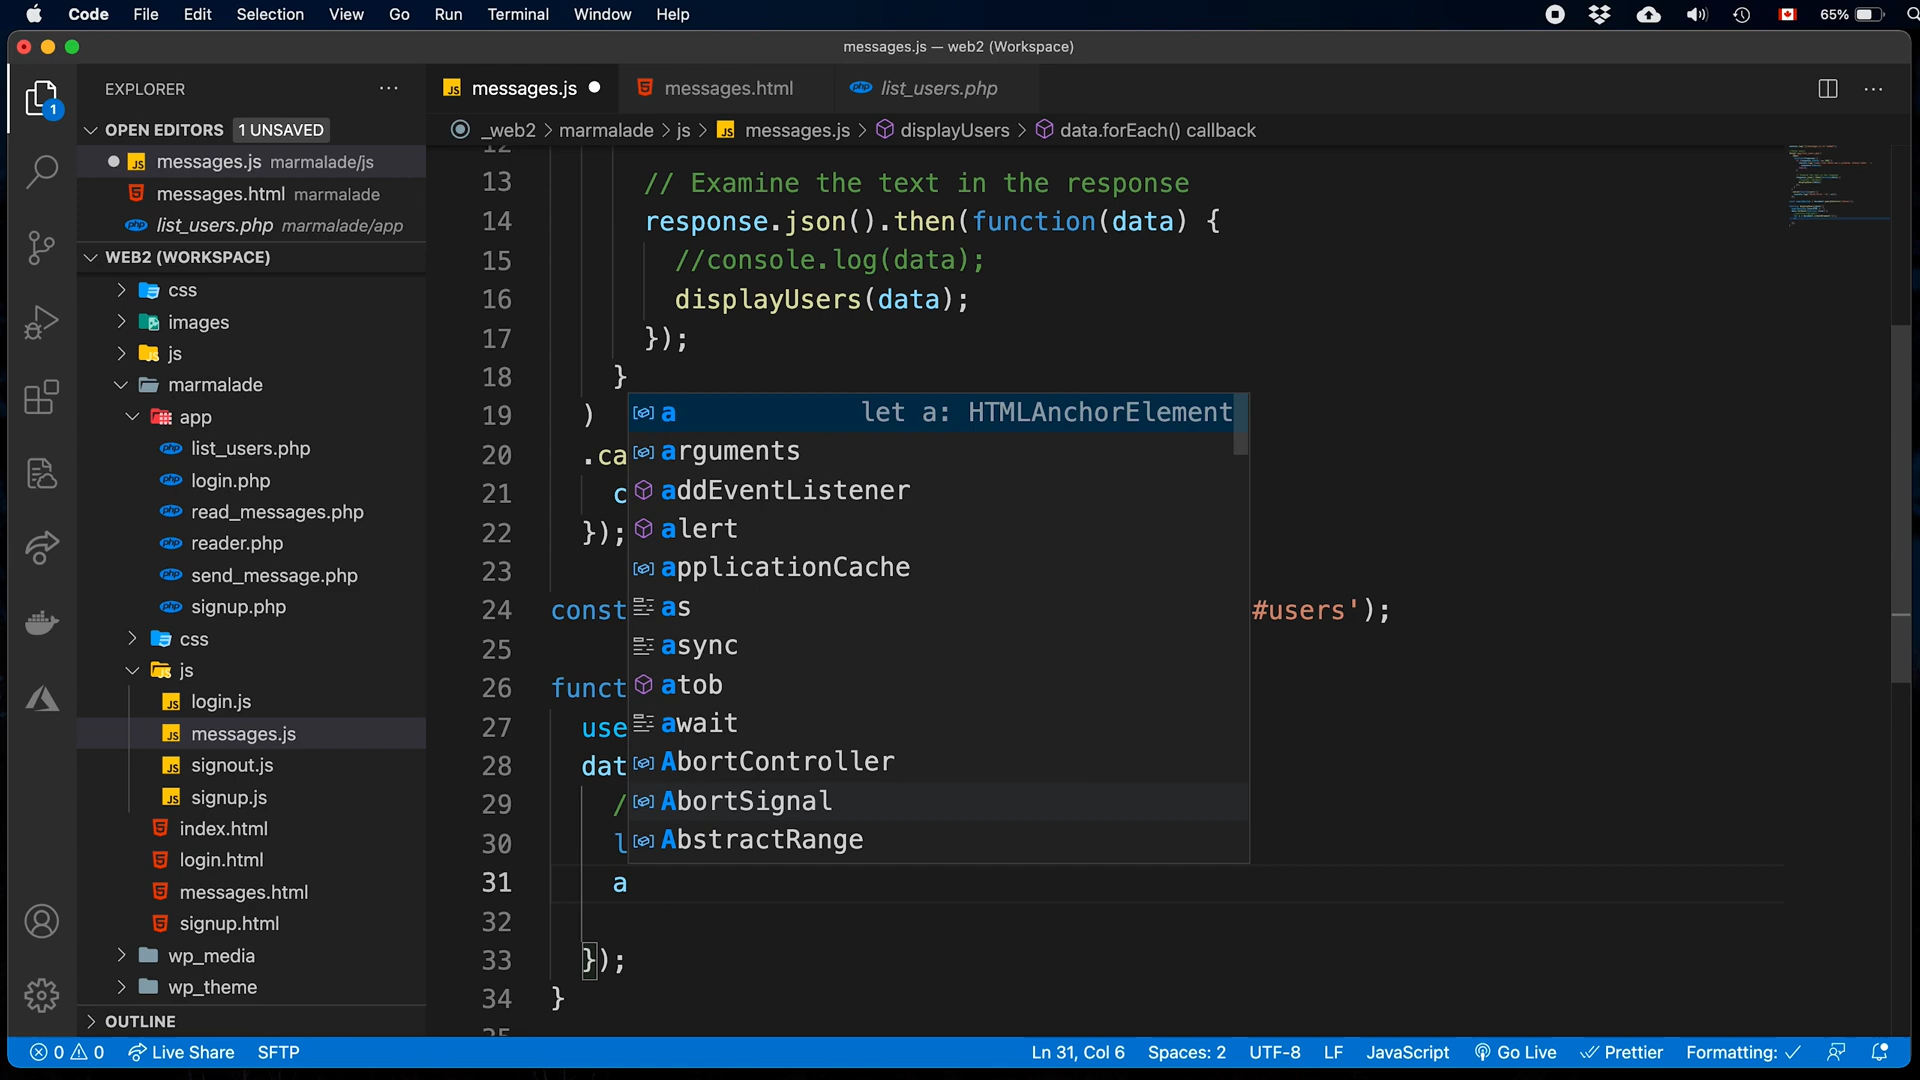 Code File Edit Selection View Go Run Terminal Window Help 65%
messages.js — web2 (Workspace)
EXPLORER ···
OPEN EDITORS 1 UNSAVED
messages.js marmalade/js
messages.html marmalade
list_users.php marmalade/app
WEB2 (WORKSPACE)
css
images
js
marmalade
app
list_users.php
login.php
read_messages.php
reader.php
send_message.php
signup.php
css
js
login.js
messages.js
signout.js
signup.js
index.html
login.html
messages.html
signup.html
wp_media
wp_theme
OUTLINE
1
messages.js messages.html list_users.php ···
_web2 > marmalade > js > messages.js > displayUsers > data.forEach() callback
12
13 // Examine the text in the response
14 response.json().then(function(data) {
15 //console.log(data);
16 displayUsers(data);
17 });
18 }
19 )
20 .ca
21 c
22 });
23
24 const #users');
25
26 funct
27 use
28 dat
29 /
30 l
31 a
32
33 });
34 }
35
a let a: HTMLAnchorElement
arguments
addEventListener
alert
applicationCache
as
async
atob
await
AbortController
AbortSignal
AbstractRange
0 0 Live Share SFTP Ln 31, Col 6 Spaces: 2 UTF-8 LF JavaScript Go Live Prettier Formatting: ✓